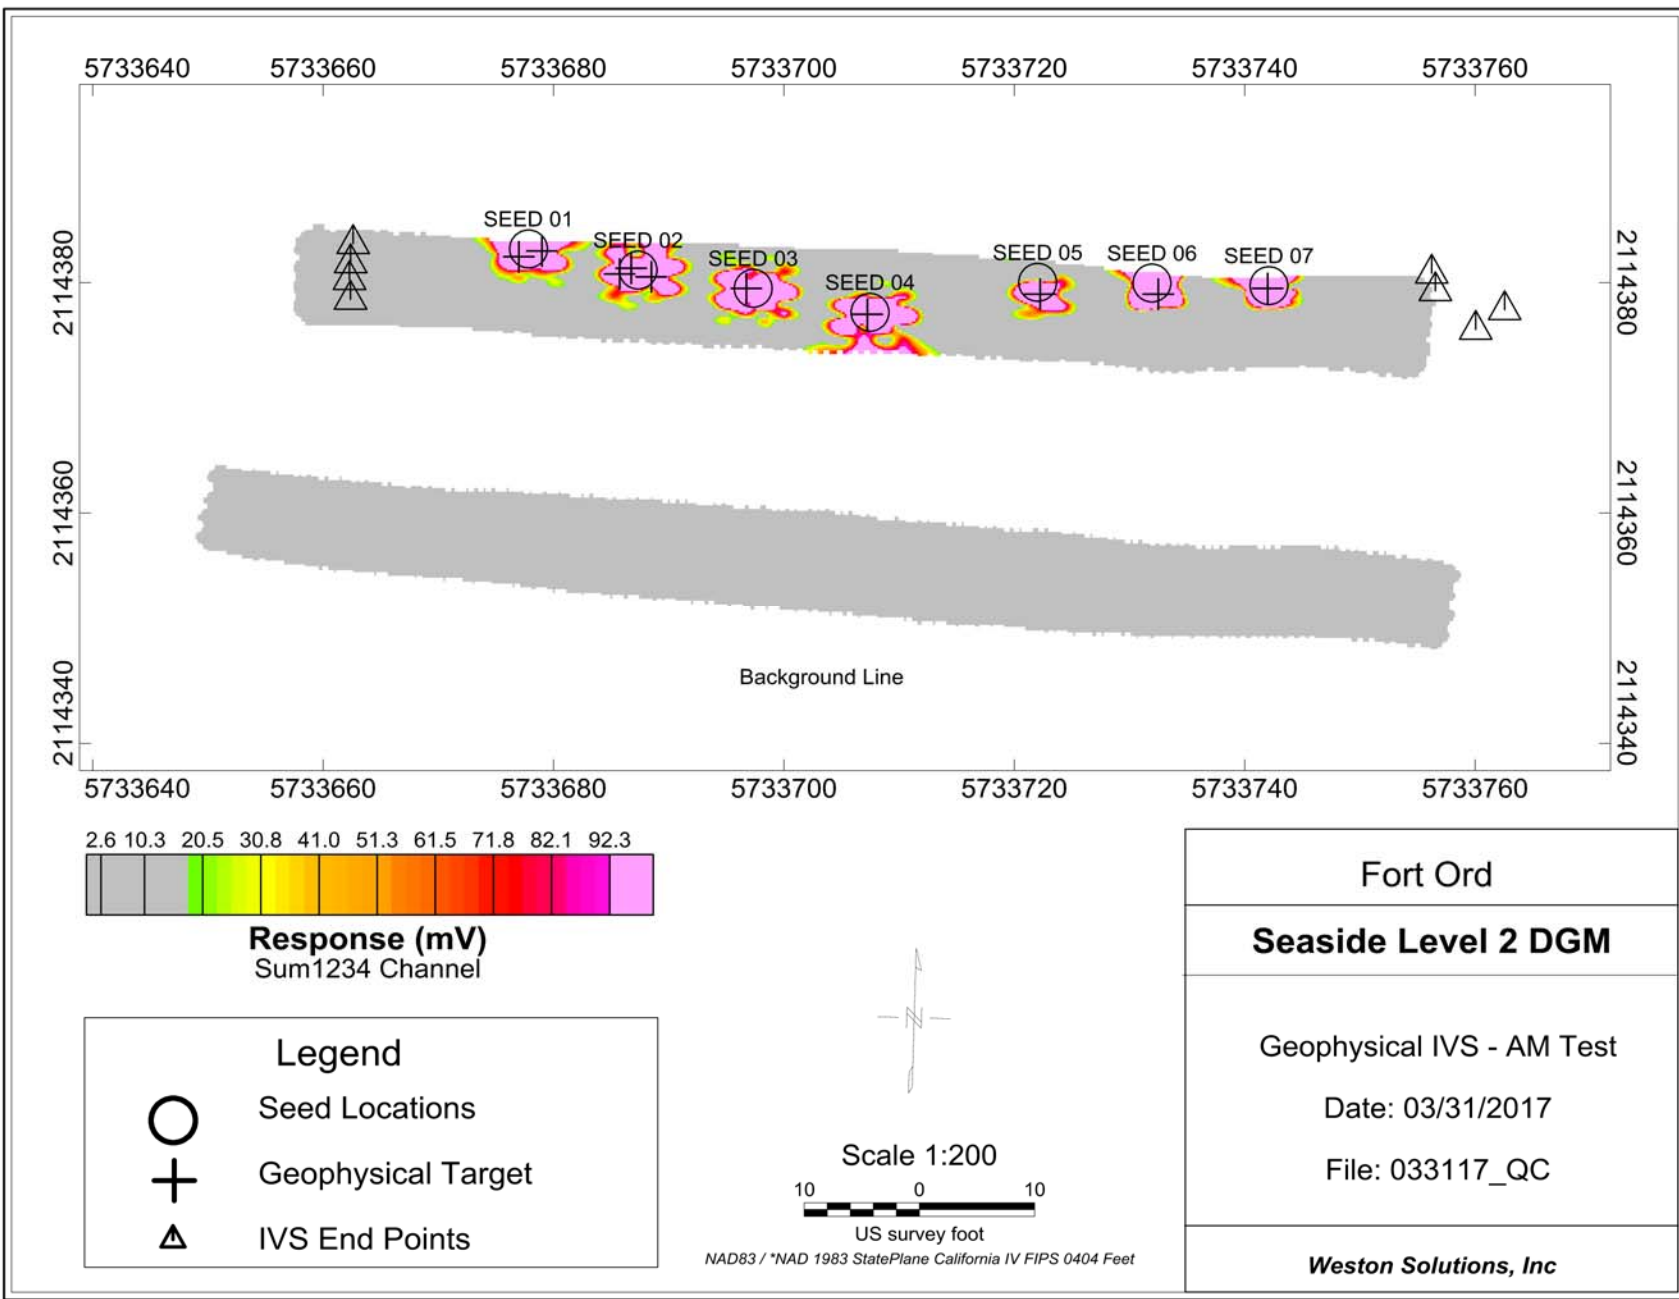 5733640 5733660 5733680 5733700 5733720 5733740 5733760
2114380 2114380
SEED 01
SEED 02
SEED 03
SEED 04
SEED 05
SEED 06
SEED 07
2114360 2114360
2114340 2114340
Background Line
5733640 5733660 5733680 5733700 5733720 5733740 5733760
2.6 10.3 20.5 30.8 41.0 51.3 61.5 71.8 82.1 92.3
Response (mV)
Sum1234 Channel
Legend
Seed Locations
Geophysical Target
IVS End Points
N
Scale 1:200
10 0 10
US survey foot
NAD83 / *NAD 1983 StatePlane California IV FIPS 0404 Feet
Fort Ord
Seaside Level 2 DGM
Geophysical IVS - AM Test
Date: 03/31/2017
File: 033117_QC
Weston Solutions, Inc